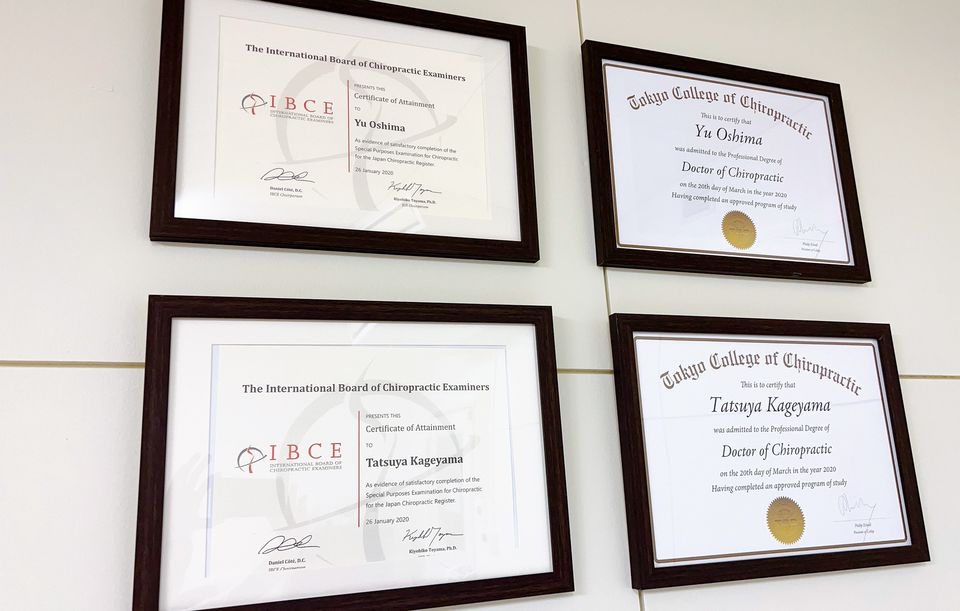 The International Board of Chiropractic Examiners
IBCE
INTERNATIONAL BOARD OF
CHIROPRACTIC EXAMINERS
PRESENTS THIS
Certificate of Attainment
TO
Yu Oshima
As evidence of satisfactory completion of the
Special Purposes Examination for Chiropractic
for the Japan Chiropractic Register.
26 January 2020
Daniel Côté, D.C.
IBCE Chairperson
Kiyohiko Toyama, Ph.D.
Tokyo College of Chiropractic
This is to certify that
Yu Oshima
was admitted to the Professional Degree of
Doctor of Chiropractic
on the 20th day of March in the year 2020
Having completed an approved program of study
The International Board of Chiropractic Examiners
IBCE
INTERNATIONAL BOARD OF
CHIROPRACTIC EXAMINERS
PRESENTS THIS
Certificate of Attainment
TO
Tatsuya Kageyama
As evidence of satisfactory completion of the
Special Purposes Examination for Chiropractic
for the Japan Chiropractic Register.
26 January 2020
Daniel Côté, D.C.
IBCE Chairperson
Kiyohiko Toyama, Ph.D.
Tokyo College of Chiropractic
This is to certify that
Tatsuya Kageyama
was admitted to the Professional Degree of
Doctor of Chiropractic
on the 20th day of March in the year 2020
Having completed an approved program of study